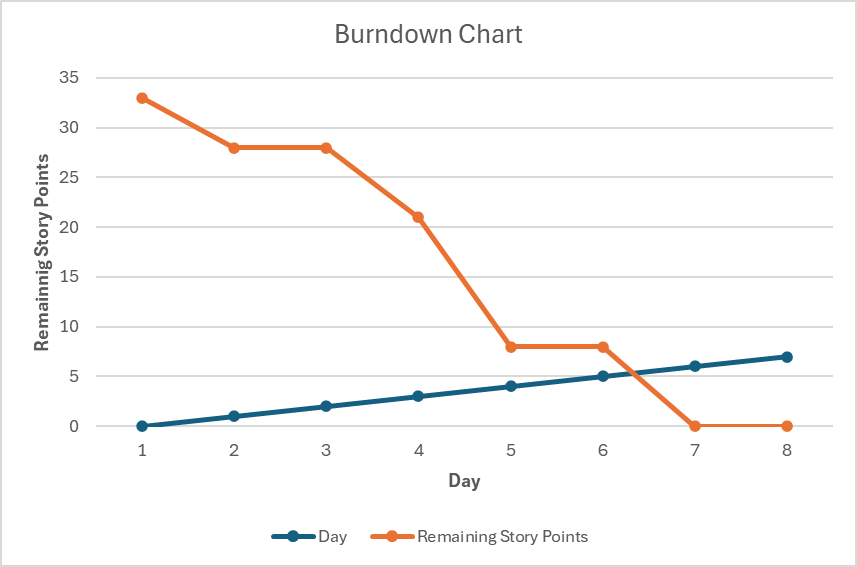 Burndown Chart
35
30
25
20
15
10
5
0
Remainnig Story Points
1 2 3 4 5 6 7 8
Day
Day Remaining Story Points